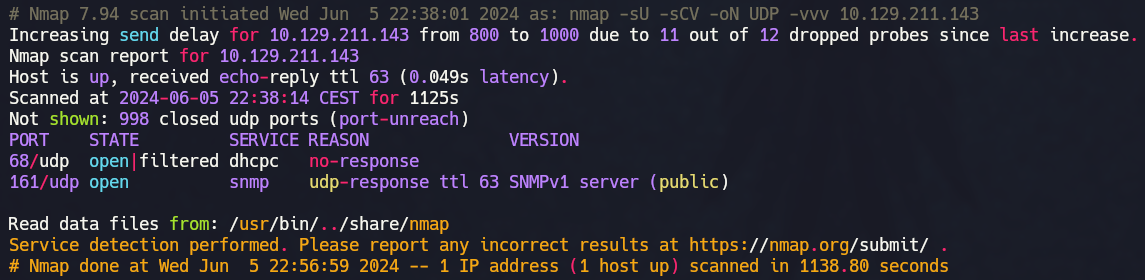 # Nmap 7.94 scan initiated Wed Jun  5 22:38:01 2024 as: nmap -sU -sCV -oN UDP -vvv 10.129.211.143
Increasing send delay for 10.129.211.143 from 800 to 1000 due to 11 out of 12 dropped probes since last increase.
Nmap scan report for 10.129.211.143
Host is up, received echo-reply ttl 63 (0.049s latency).
Scanned at 2024-06-05 22:38:14 CEST for 1125s
Not shown: 998 closed udp ports (port-unreach)
PORT    STATE         SERVICE REASON              VERSION
68/udp  open|filtered dhcpc   no-response
161/udp open          snmp    udp-response ttl 63 SNMPv1 server (public)
Read data files from: /usr/bin/../share/nmap
Service detection performed. Please report any incorrect results at https://nmap.org/submit/ .
# Nmap done at Wed Jun  5 22:56:59 2024 -- 1 IP address (1 host up) scanned in 1138.80 seconds